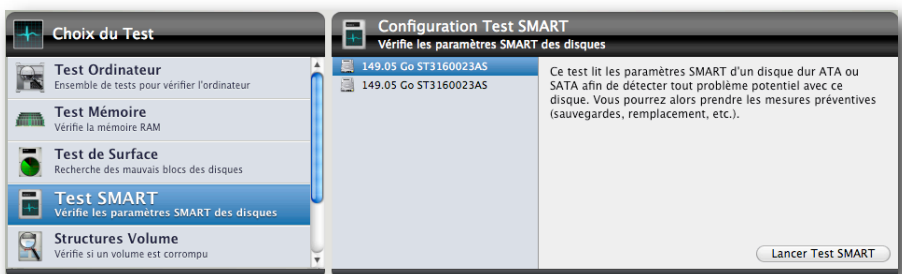 Choix du Test
Test Ordinateur
Ensemble de tests pour vérifier l'ordinateur
Test Mémoire
Vérifie la mémoire RAM
Test de Surface
Recherche des mauvais blocs des disques
Test SMART
Vérifie les paramètres SMART des disques
Structures Volume
Vérifie si un volume est corrompu
Configuration Test SMART
Vérifie les paramètres SMART des disques
149.05 Go ST3160023AS
149.05 Go ST3160023AS
Ce test lit les paramètres SMART d'un disque dur ATA ou
SATA afin de détecter tout problème potentiel avec ce
disque. Vous pourrez alors prendre les mesures préventives
(sauvegardes, remplacement, etc.).
Lancer Test SMART